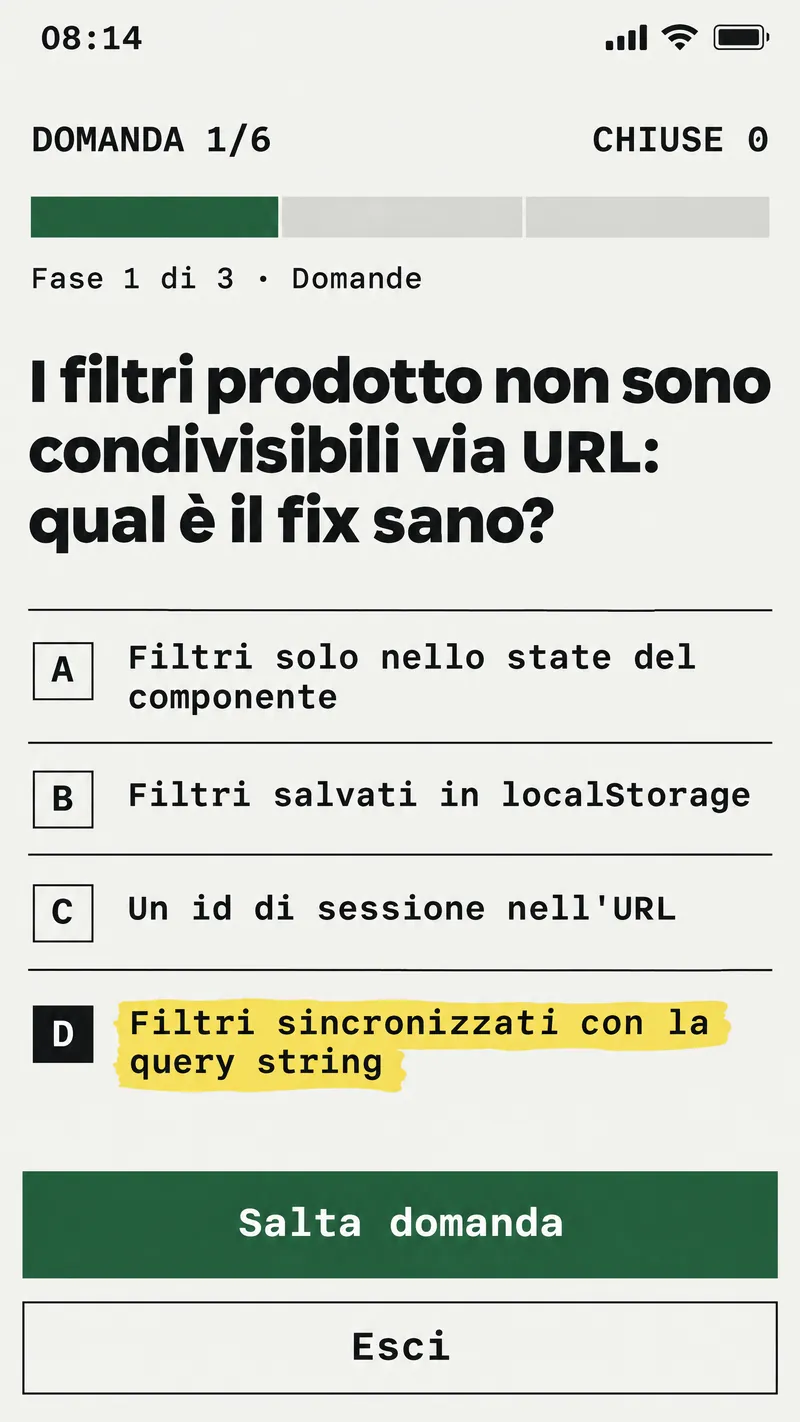 08:14
DOMANDA 1/6
CHIUSE 0
Fase 1 di 3 · Domande
I filtri prodotto non sono
condivisibili via URL:
qual è il fix sano?
A
Filtri solo nello state del
componente
B
Filtri salvati in localStorage
C
Un id di sessione nell'URL
D
Filtri sincronizzati con la
query string
Salta domanda
Esci